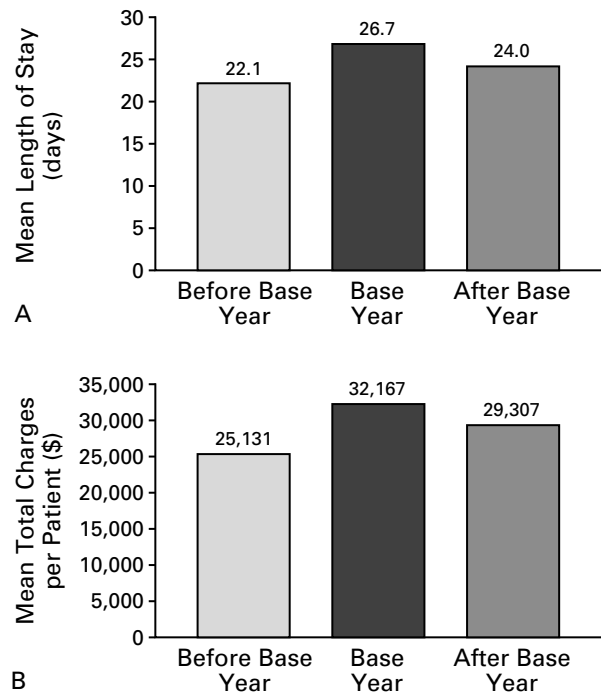 Mean Length of Stay
(days)
30
25
20
15
10
5
0
22.1
26.7
24.0
Before Base
Year
Base
Year
After Base
Year
A
Mean Total Charges
per Patient ($)
35,000
30,000
25,000
20,000
15,000
10,000
5,000
0
25,131
32,167
29,307
Before Base
Year
Base
Year
After Base
Year
B